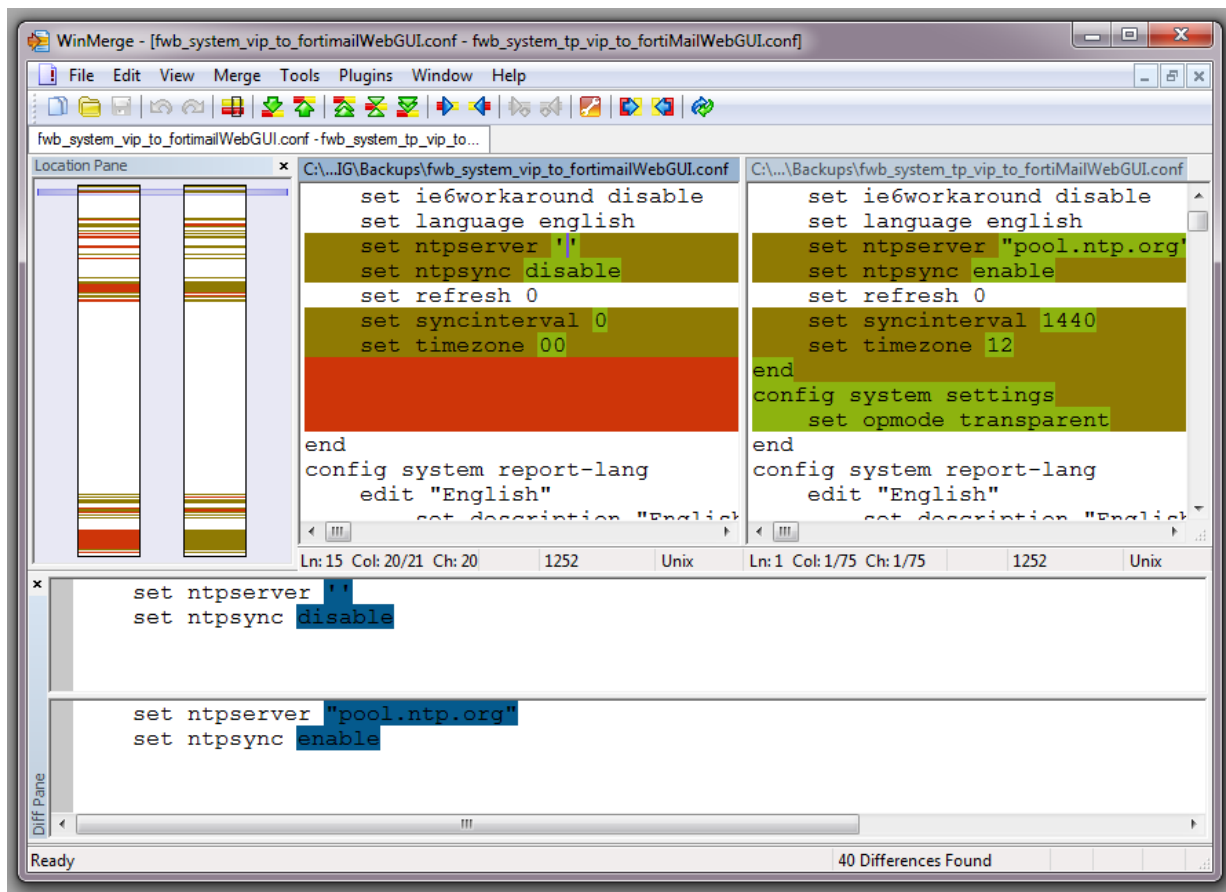 WinMerge - [fwb_system_vip_to_fortimailWebGUI.conf - fwb_system_tp_vip_to_fortiMailWebGUI.conf]
File Edit View Merge Tools Plugins Window Help
fwb_system_vip_to_fortimailWebGUI.conf - fwb_system_tp_vip_to...
Location Pane
C:\...IG\Backups\fwb_system_vip_to_fortimailWebGUI.conf
set ie6workaround disable
set language english
set ntpserver ''
set ntpsync disable
set refresh 0
set syncinterval 0
set timezone 00
end
config system report-lang
edit "English"
set description "English
Ln: 15 Col: 20/21 Ch: 20 1252 Unix
C:\...\Backups\fwb_system_tp_vip_to_fortiMailWebGUI.conf
set ie6workaround disable
set language english
set ntpserver "pool.ntp.org"
set ntpsync enable
set refresh 0
set syncinterval 1440
set timezone 12
end
config system settings
set opmode transparent
end
config system report-lang
edit "English"
set description "English
Ln: 1 Col: 1/75 Ch: 1/75 1252 Unix
set ntpserver ''
set ntpsync disable
set ntpserver "pool.ntp.org"
set ntpsync enable
Diff Pane
Ready 40 Differences Found